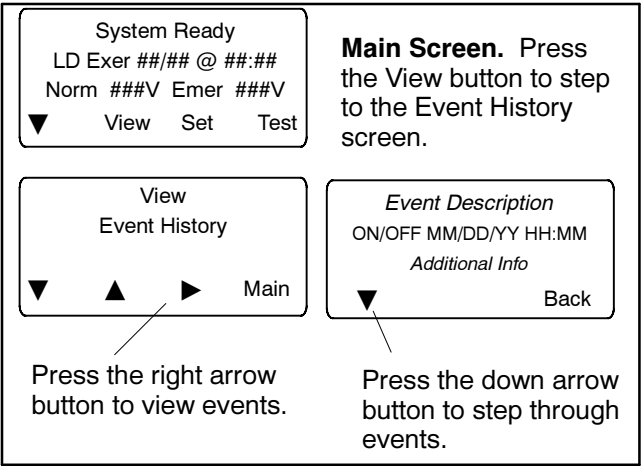 System Ready
LD Exer ##/## @ ##:##
Norm ###V Emer ###V
▼ View Set Test
Main Screen. Press
the View button to step
to the Event History
screen.
View
Event History
▼ ▲ ▶ Main
Press the right arrow
button to view events.
Event Description
ON/OFF MM/DD/YY HH:MM
Additional Info
▼ Back
Press the down arrow
button to step through
events.